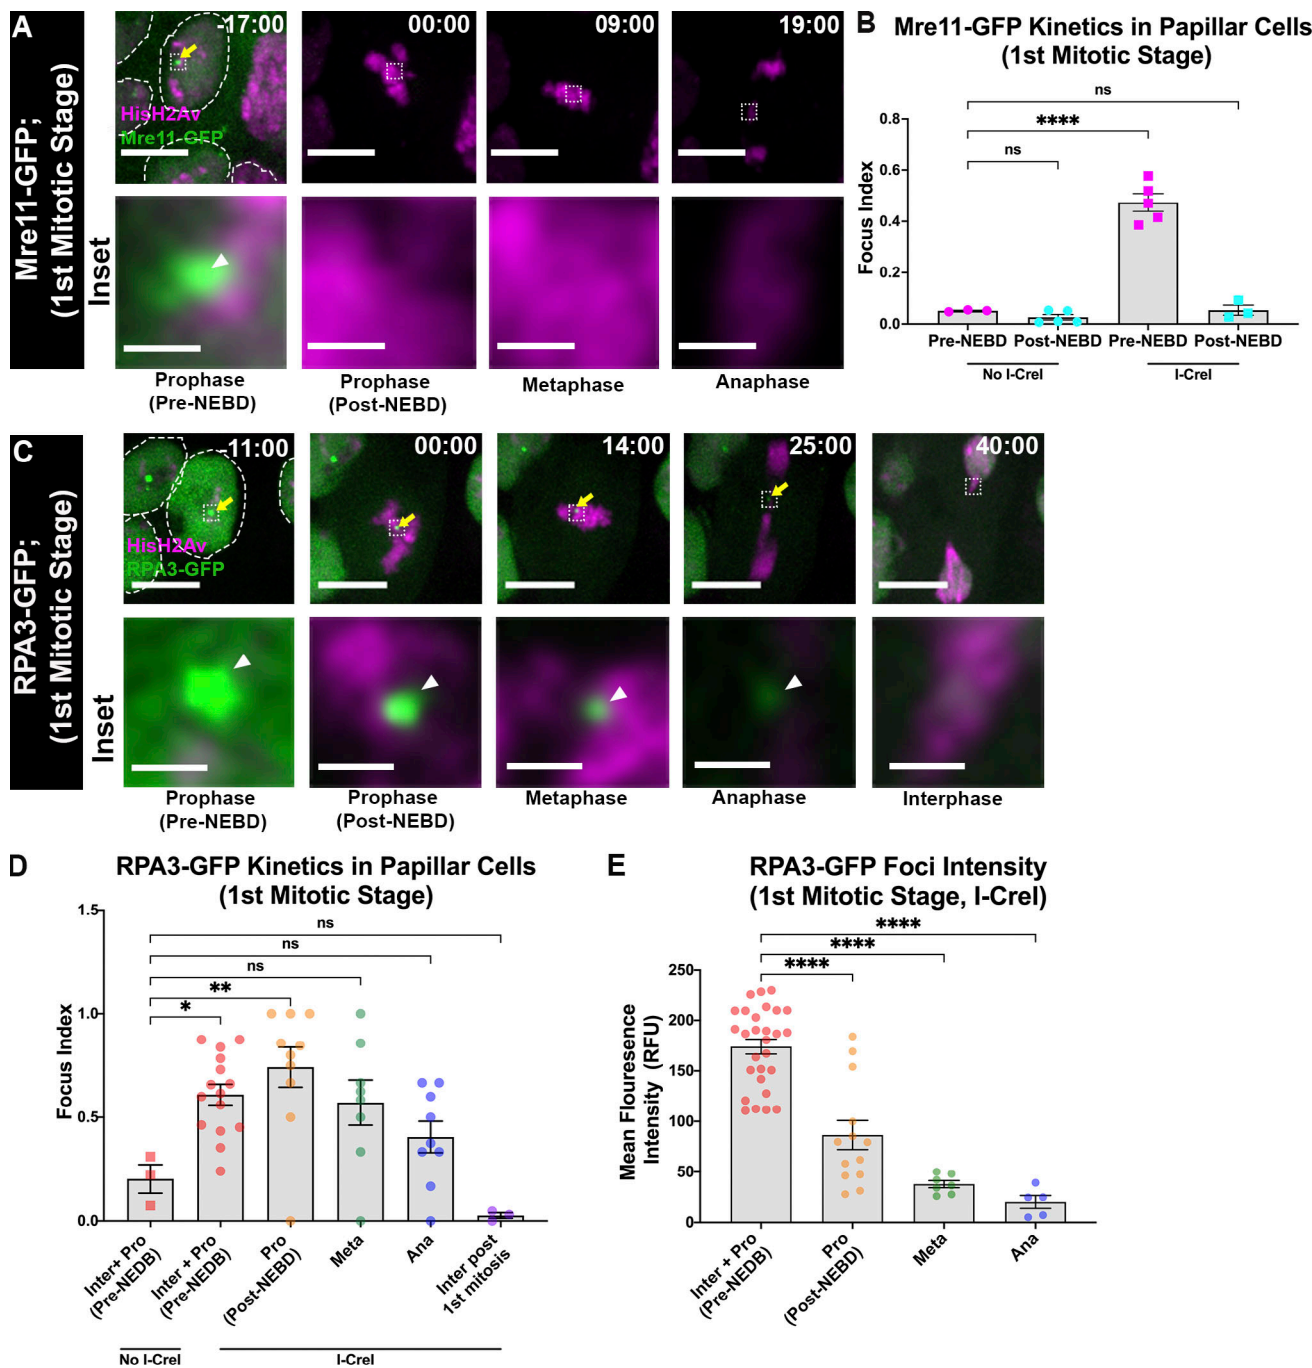 A
Mre11-GFP;
(1st Mitotic Stage)
-17:00
HisH2Av
Mre11-GFP
00:00
09:00
19:00
Inset
Prophase
(Pre-NEBD)
Prophase
(Post-NEBD)
Metaphase
Anaphase
B
Mre11-GFP Kinetics in Papillar Cells
(1st Mitotic Stage)
ns
****
ns
Focus Index
0.8
0.6
0.4
0.2
0.0
Pre-NEBD
Post-NEBD
Pre-NEBD
Post-NEBD
No I-CreI
I-CreI
C
RPA3-GFP;
(1st Mitotic Stage)
-11:00
HisH2Av
RPA3-GFP
00:00
14:00
25:00
40:00
Inset
Prophase
(Pre-NEBD)
Prophase
(Post-NEBD)
Metaphase
Anaphase
Interphase
D
RPA3-GFP Kinetics in Papillar Cells
(1st Mitotic Stage)
ns
ns
ns
**
*
Focus Index
1.5
1.0
0.5
0.0
Inter+ Pro
(Pre-NEDB)
Inter + Pro
(Pre-NEDB)
Pro
(Post-NEBD)
Meta
Ana
Inter post
1st mitosis
No I-CreI
I-CreI
E
RPA3-GFP Foci Intensity
(1st Mitotic Stage, I-CreI)
****
****
****
Mean Flouresence
Intensity (RFU)
250
200
150
100
50
0
Inter + Pro
(Pre-NEDB)
Pro
(Post-NEBD)
Meta
Ana